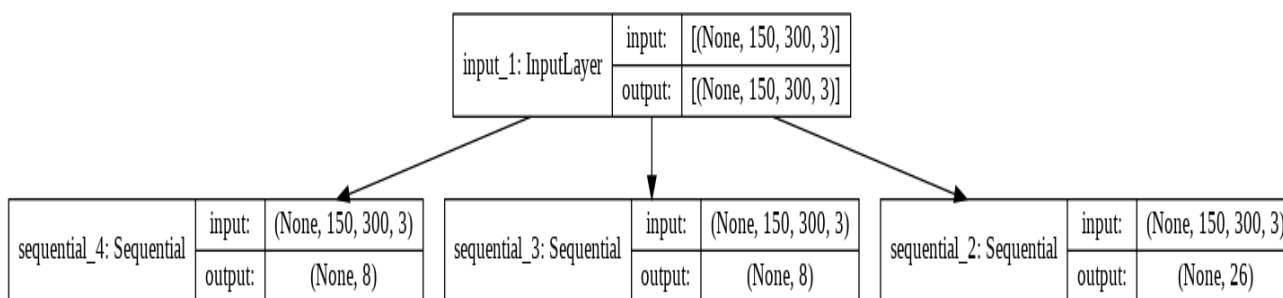 input_1: InputLayer
input: [(None, 150, 300, 3)]
output: [(None, 150, 300, 3)]
sequential_4: Sequential
input: (None, 150, 300, 3)
output: (None, 8)
sequential_3: Sequential
input: (None, 150, 300, 3)
output: (None, 8)
sequential_2: Sequential
input: (None, 150, 300, 3)
output: (None, 26)